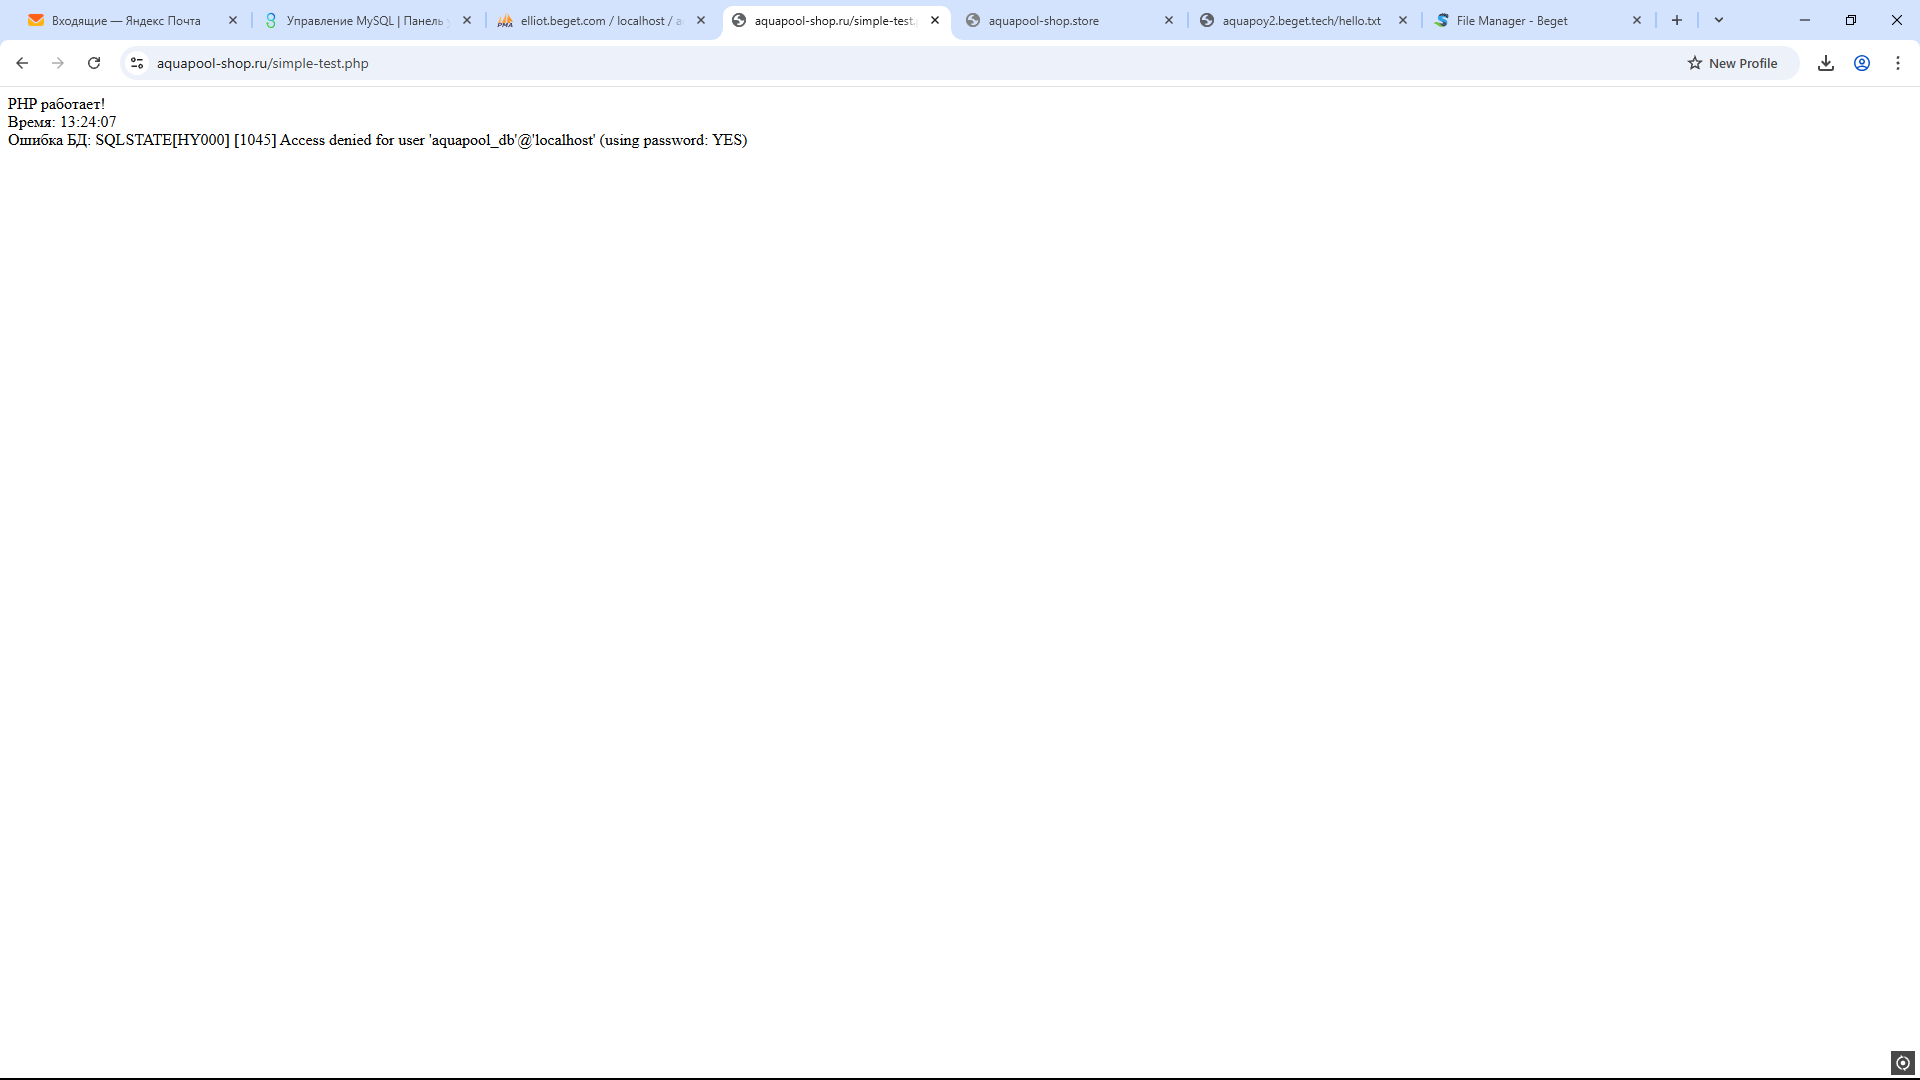 Входящие — Яндекс Почта
Управление MySQL | Панель
elliot.beget.com / localhost / a
aquapool-shop.ru/simple-test.
aquapool-shop.store
aquapoy2.beget.tech/hello.txt
File Manager - Beget
aquapool-shop.ru/simple-test.php
New Profile
PHP работает!
Время: 13:24:07
Ошибка БД: SQLSTATE[HY000] [1045] Access denied for user 'aquapool_db'@'localhost' (using password: YES)